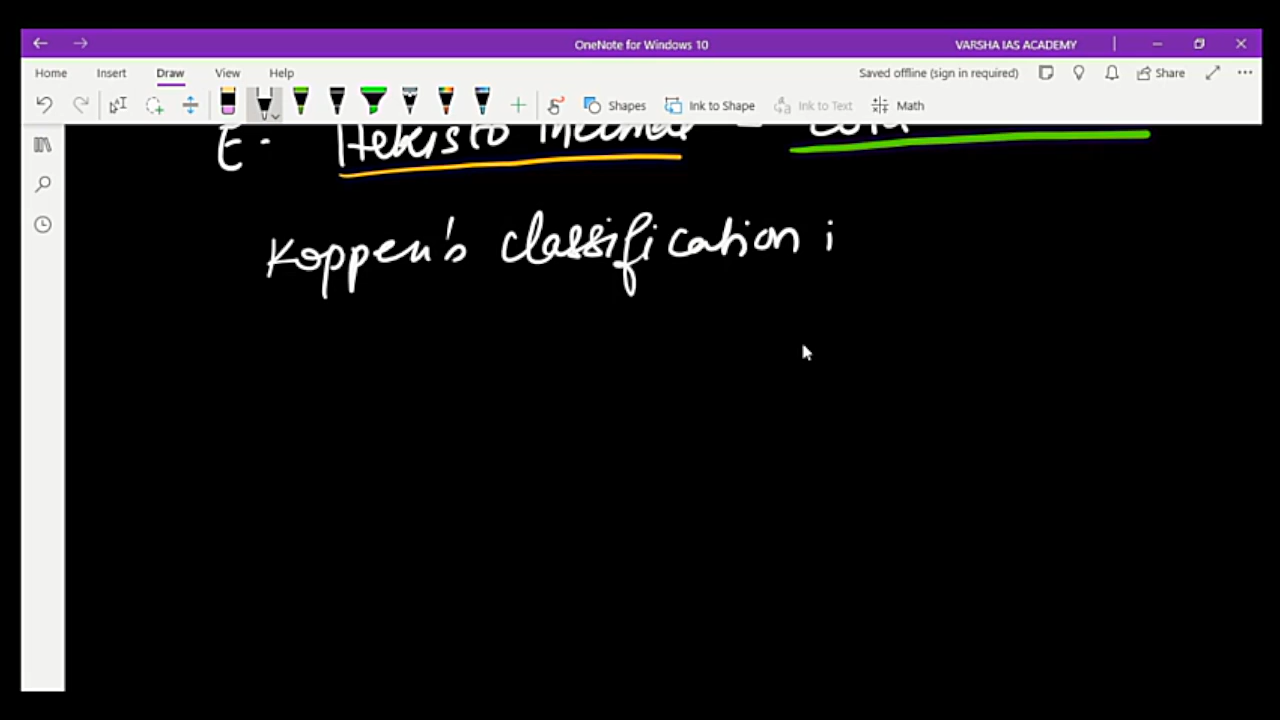 OneNote for Windows 10 VARSHA IAS ACADEMY
Home Insert Draw View Help Saved offline (sign in required) Share
Shapes Ink to Shape Ink to Text Math
E.
Koppen's classification i